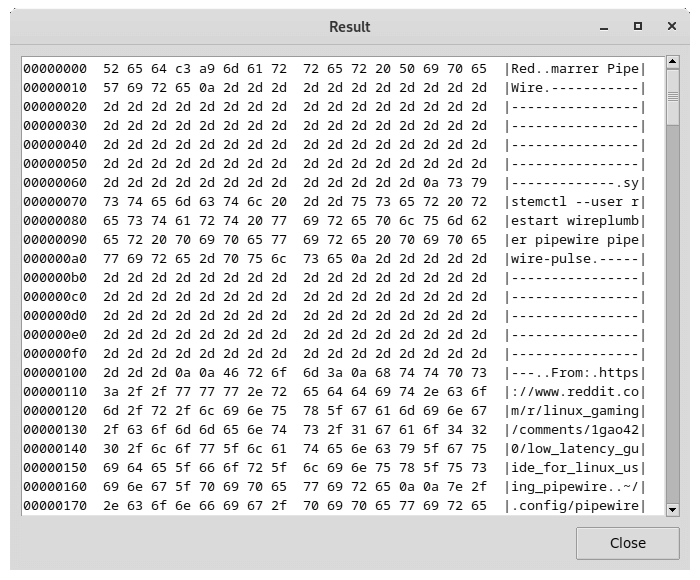 Result
00000000  52 65 64 c3 a9 6d 61 72  72 65 72 20 50 69 70 65  |Red..marrer Pipe|
00000010  57 69 72 65 0a 2d 2d 2d  2d 2d 2d 2d 2d 2d 2d 2d  |Wire.-----------|
00000020  2d 2d 2d 2d 2d 2d 2d 2d  2d 2d 2d 2d 2d 2d 2d 2d  |----------------|
00000030  2d 2d 2d 2d 2d 2d 2d 2d  2d 2d 2d 2d 2d 2d 2d 2d  |----------------|
00000040  2d 2d 2d 2d 2d 2d 2d 2d  2d 2d 2d 2d 2d 2d 2d 2d  |----------------|
00000050  2d 2d 2d 2d 2d 2d 2d 2d  2d 2d 2d 2d 2d 2d 2d 2d  |----------------|
00000060  2d 2d 2d 2d 2d 2d 2d 2d  2d 2d 2d 2d 2d 0a 73 79  |-------------.sy|
00000070  73 74 65 6d 63 74 6c 20  2d 2d 75 73 65 72 20 72  |stemctl --user r|
00000080  65 73 74 61 72 74 20 77  69 72 65 70 6c 75 6d 62  |estart wireplumb|
00000090  65 72 20 70 69 70 65 77  69 72 65 20 70 69 70 65  |er pipewire pipe|
000000a0  77 69 72 65 2d 70 75 6c  73 65 0a 2d 2d 2d 2d 2d  |wire-pulse.-----|
000000b0  2d 2d 2d 2d 2d 2d 2d 2d  2d 2d 2d 2d 2d 2d 2d 2d  |----------------|
000000c0  2d 2d 2d 2d 2d 2d 2d 2d  2d 2d 2d 2d 2d 2d 2d 2d  |----------------|
000000d0  2d 2d 2d 2d 2d 2d 2d 2d  2d 2d 2d 2d 2d 2d 2d 2d  |----------------|
000000e0  2d 2d 2d 2d 2d 2d 2d 2d  2d 2d 2d 2d 2d 2d 2d 2d  |----------------|
000000f0  2d 2d 2d 2d 2d 2d 2d 2d  2d 2d 2d 2d 2d 2d 2d 2d  |----------------|
00000100  2d 2d 2d 0a 0a 46 72 6f  6d 3a 0a 68 74 74 70 73  |---..From:.https|
00000110  3a 2f 2f 77 77 77 2e 72  65 64 64 69 74 2e 63 6f  |://www.reddit.co|
00000120  6d 2f 72 2f 6c 69 6e 75  78 5f 67 61 6d 69 6e 67  |m/r/linux_gaming|
00000130  2f 63 6f 6d 6d 65 6e 74  73 2f 31 67 61 6f 34 32  |/comments/1gao42|
00000140  30 2f 6c 6f 77 5f 6c 61  74 65 6e 63 79 5f 67 75  |0/low_latency_gu|
00000150  69 64 65 5f 66 6f 72 5f  6c 69 6e 75 78 5f 75 73  |ide_for_linux_us|
00000160  69 6e 67 5f 70 69 70 65  77 69 72 65 0a 0a 7e 2f  |ing_pipewire..~/|
00000170  2e 63 6f 6e 66 69 67 2f  70 69 70 65 77 69 72 65  |.config/pipewire|
Close